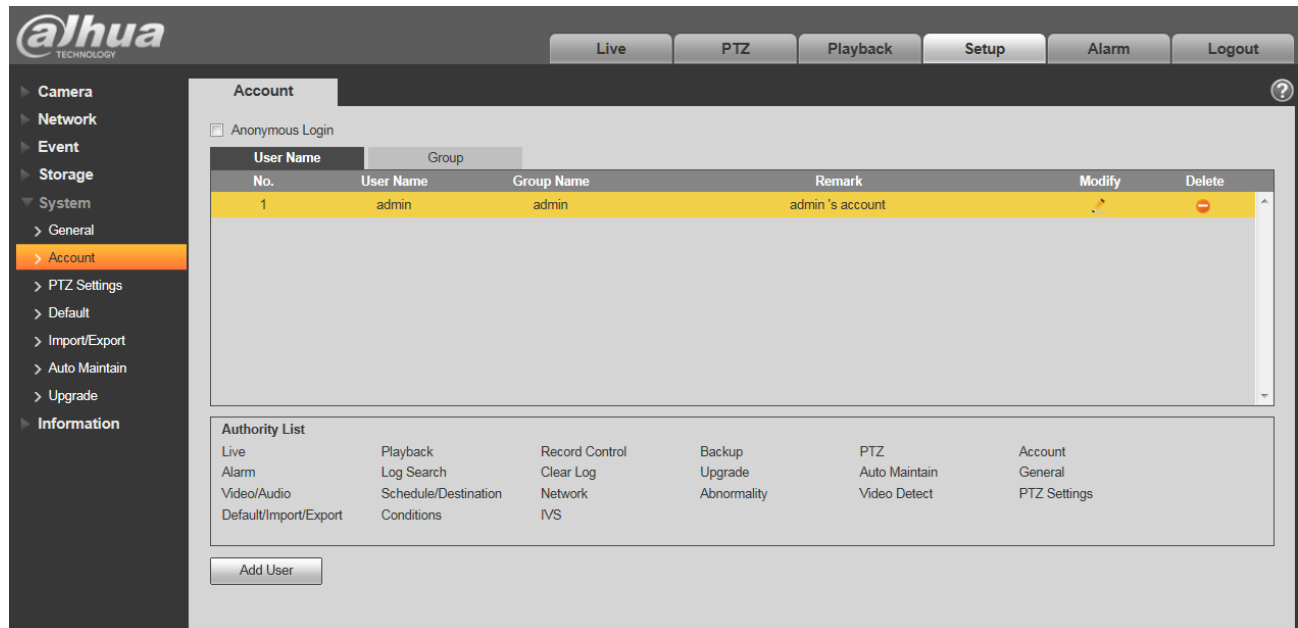 alhua
TECHNOLOGY
Live PTZ Playback Setup Alarm Logout
Camera
Network
Event
Storage
System
General
Account
PTZ Settings
Default
Import/Export
Auto Maintain
Upgrade
Information
Account
?
Anonymous Login
User Name Group
No. User Name Group Name Remark Modify Delete
1 admin admin admin 's account
Authority List
Live Playback Record Control Backup PTZ Account
Alarm Log Search Clear Log Upgrade Auto Maintain General
Video/Audio Schedule/Destination Network Abnormality Video Detect PTZ Settings
Default/Import/Export Conditions IVS
Add User